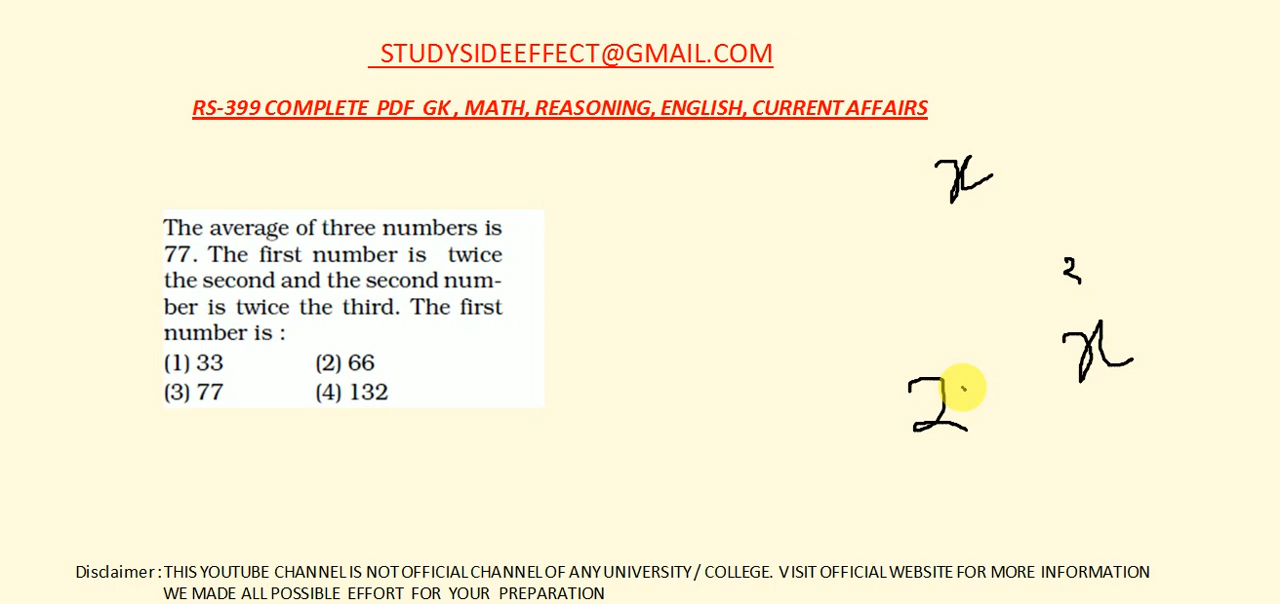 STUDYSIDEEFFECT@GMAIL.COM
RS-399 COMPLETE PDF GK , MATH, REASONING, ENGLISH, CURRENT AFFAIRS
x
The average of three numbers is
77. The first number is twice
the second and the second num-
ber is twice the third. The first
number is :
(1) 33 (2) 66
(3) 77 (4) 132
2
x
2
Disclaimer : THIS YOUTUBE CHANNEL IS NOT OFFICIAL CHANNEL OF ANY UNIVERSITY / COLLEGE. VISIT OFFICIAL WEBSITE FOR MORE INFORMATION
WE MADE ALL POSSIBLE EFFORT FOR YOUR PREPARATION